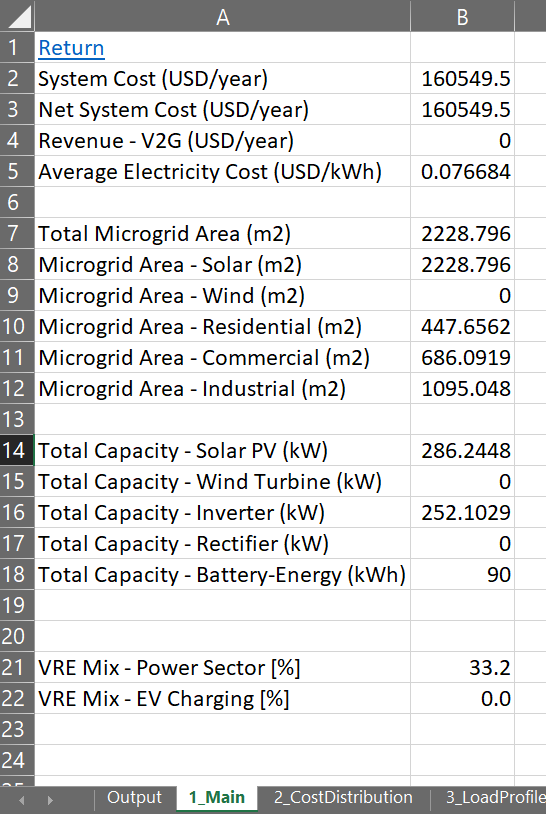 A B
1 Return
2 System Cost (USD/year) 160549.5
3 Net System Cost (USD/year) 160549.5
4 Revenue - V2G (USD/year) 0
5 Average Electricity Cost (USD/kWh) 0.076684
6
7 Total Microgrid Area (m2) 2228.796
8 Microgrid Area - Solar (m2) 2228.796
9 Microgrid Area - Wind (m2) 0
10 Microgrid Area - Residential (m2) 447.6562
11 Microgrid Area - Commercial (m2) 686.0919
12 Microgrid Area - Industrial (m2) 1095.048
13
14 Total Capacity - Solar PV (kW) 286.2448
15 Total Capacity - Wind Turbine (kW) 0
16 Total Capacity - Inverter (kW) 252.1029
17 Total Capacity - Rectifier (kW) 0
18 Total Capacity - Battery-Energy (kWh) 90
19
20
21 VRE Mix - Power Sector [%] 33.2
22 VRE Mix - EV Charging [%] 0.0
23
24
Output 1_Main 2_CostDistribution 3_LoadProfile